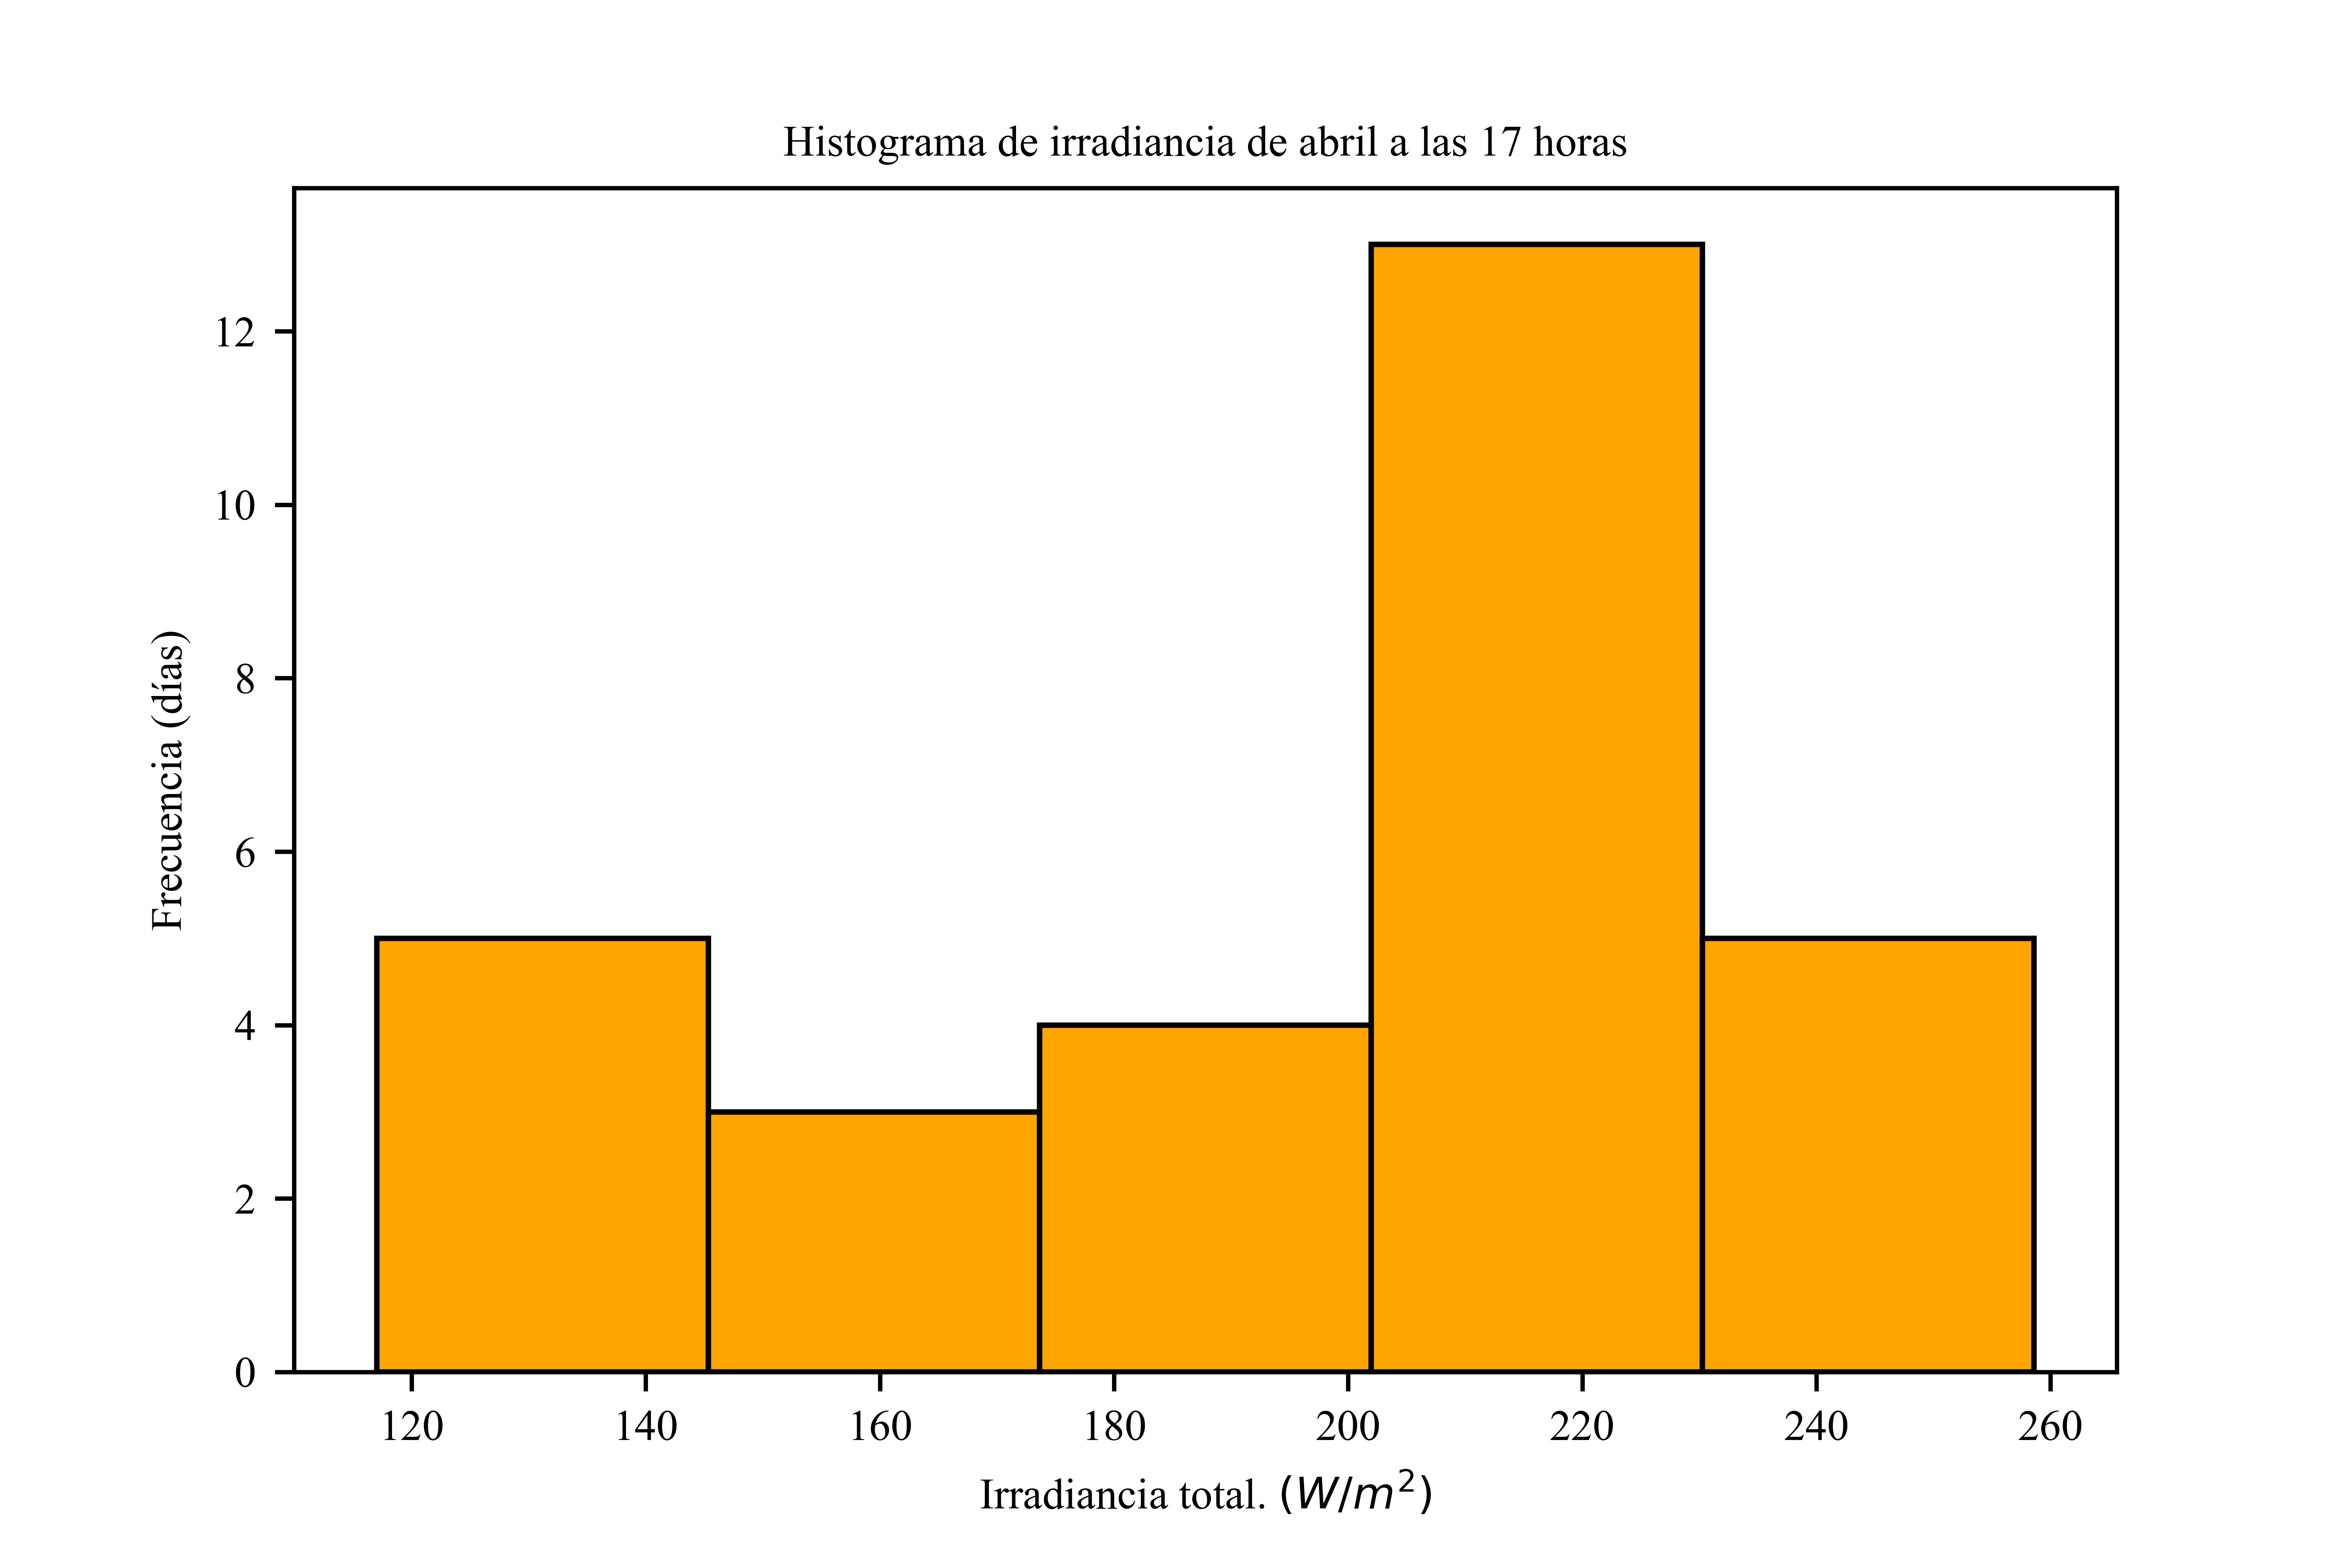 Histograma de irradiancia de abril a las 17 horas
Frecuencia (días)
12
10
8
6
4
2
0
120 140 160 180 200 220 240 260
Irradiancia total. (W/m²)